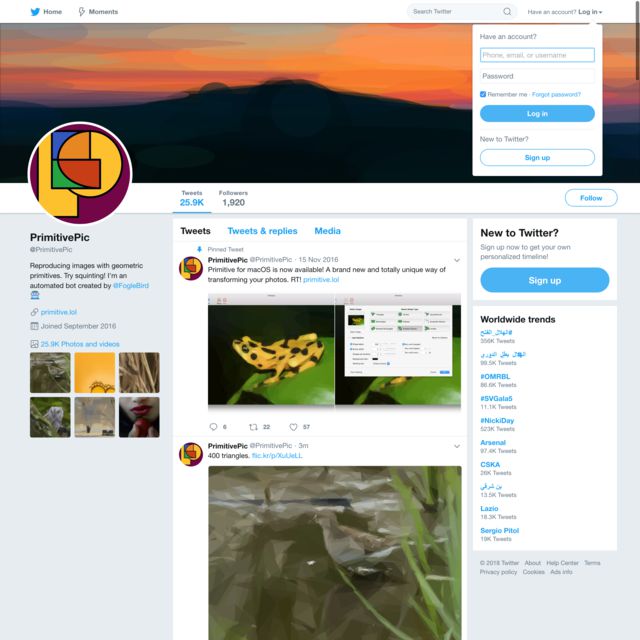 Home
Moments
Search Twitter
Have an account? Log in
Have an account?
Phone, email, or username
Password
Remember me · Forgot password?
Log in
New to Twitter?
Sign up
Tweets
25.9K
Followers
1,920
Follow
PrimitivePic
@PrimitivePic
Reproducing images with geometric
primitives. Try squinting! I'm an
automated bot created by @FogleBird
primitive.lol
Joined September 2016
25.9K Photos and videos
Tweets
Tweets & replies
Media
Pinned Tweet
PrimitivePic @PrimitivePic · 15 Nov 2016
Primitive for macOS is now available! A brand new and totally unique way of
transforming your photos. RT! primitive.lol
6
22
57
PrimitivePic @PrimitivePic · 3m
400 triangles. flic.kr/p/XuUeLL
New to Twitter?
Sign up now to get your own
personalized timeline!
Sign up
Worldwide trends
#الهلال_الفتح
356K Tweets
الهلال بطل الدوري
99.5K Tweets
#OMRBL
86.6K Tweets
#SVGala5
11.1K Tweets
#NickiDay
523K Tweets
Arsenal
97.4K Tweets
CSKA
26K Tweets
بن شرقي
13.5K Tweets
Lazio
18.3K Tweets
Sergio Pitol
19K Tweets
© 2018 Twitter About Help Center Terms
Privacy policy Cookies Ads info